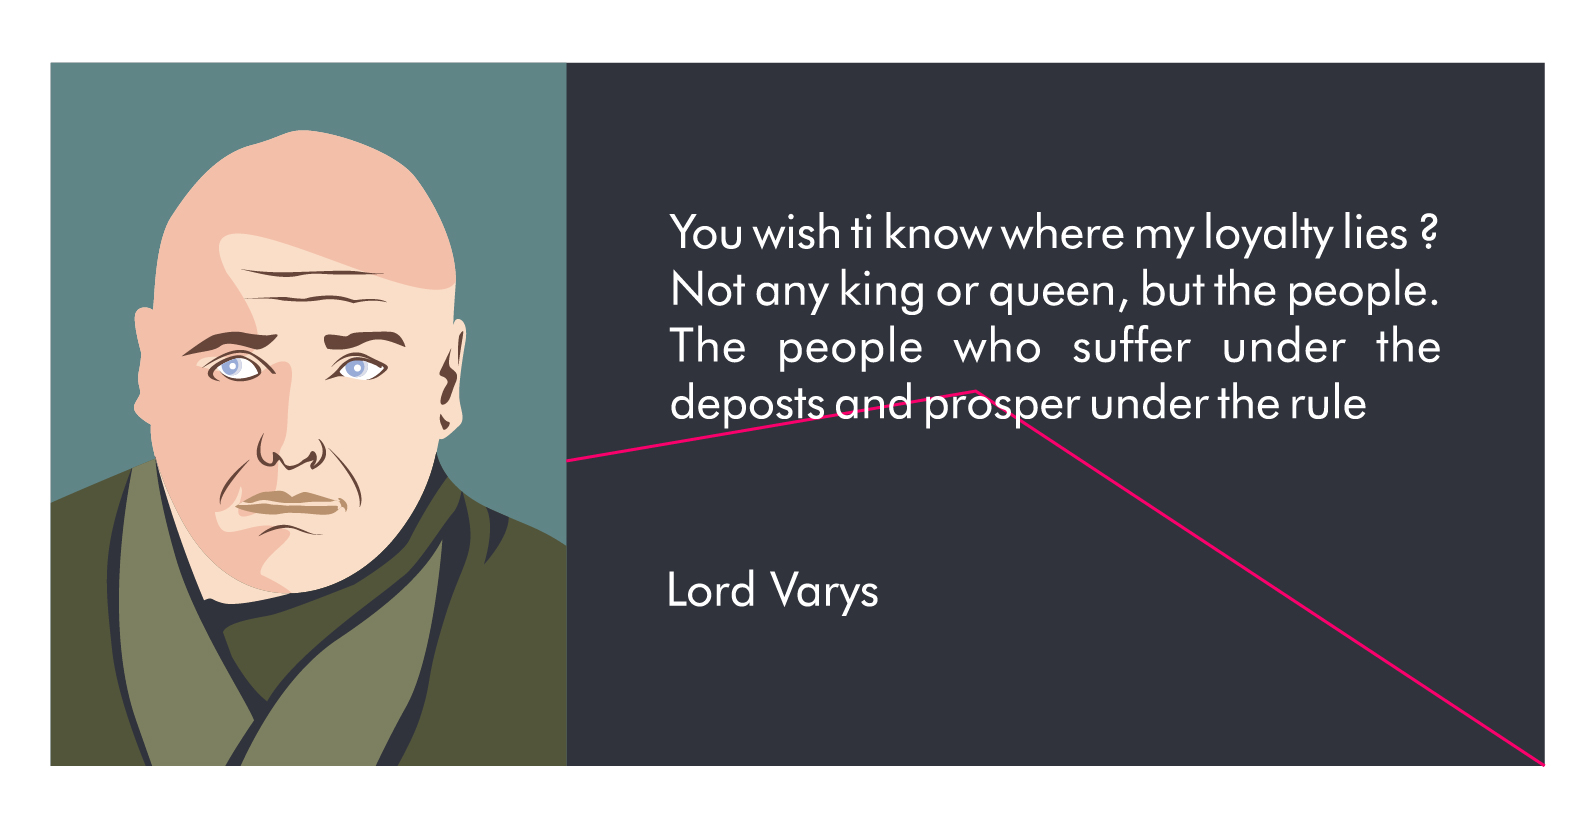 You wish ti know where my loyalty lies ?
Not any king or queen, but the people.
The people who suffer under the
deposts and prosper under the rule
Lord Varys